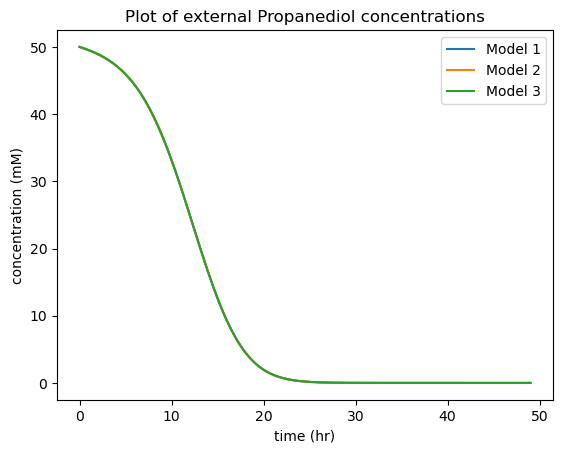 Plot of external Propanediol concentrations
Model 1
Model 2
Model 3
concentration (mM)
50
40
30
20
10
0
0 10 20 30 40 50
time (hr)